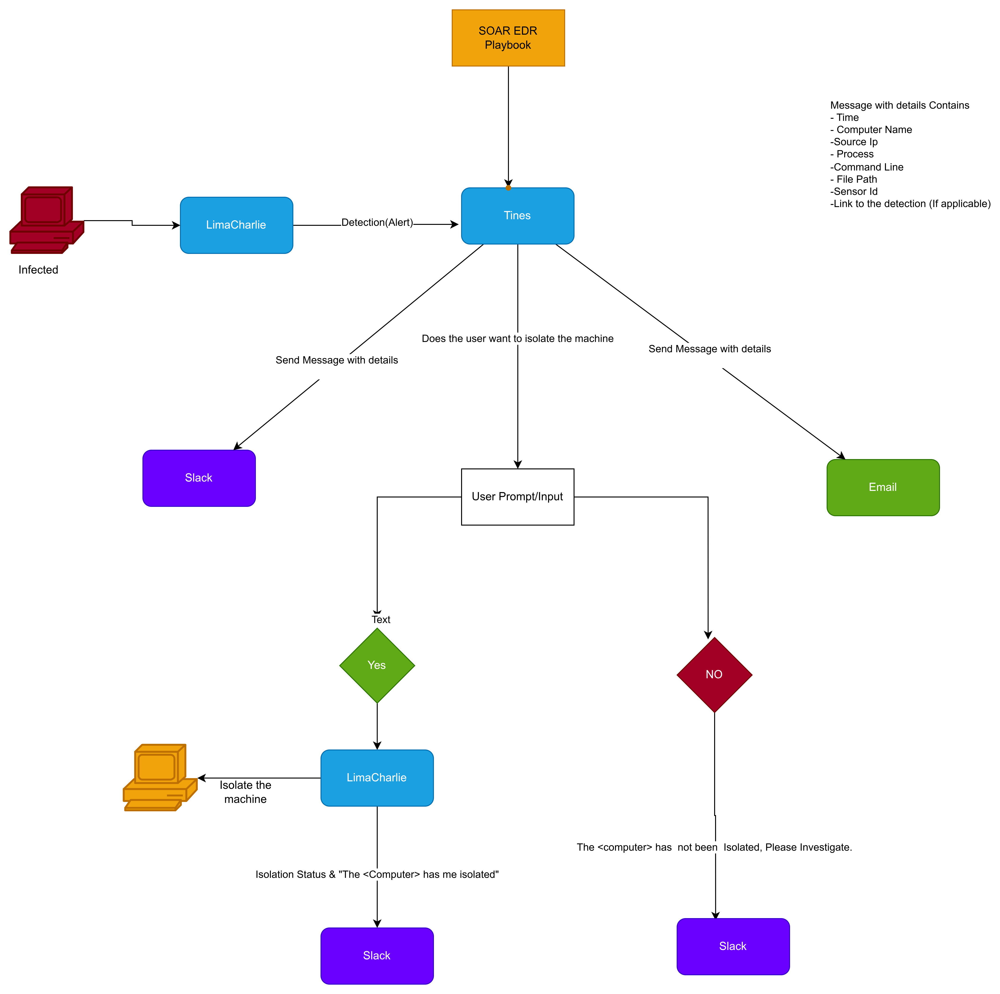 SOAR EDR
Playbook
Message with details Contains
- Time
- Computer Name
-Source Ip
- Process
-Command Line
- File Path
-Sensor Id
-Link to the detection (If applicable)
Tines
LimaCharlie
Detection(Alert)
Infected
Does the user want to isolate the machine
Send Message with details
Send Message with details
Slack
Email
User Prompt/Input
Text
Yes
NO
LimaCharlie
Isolate the
machine
The <computer> has  not been  Isolated, Please Investigate.
Isolation Status & "The <Computer> has me isolated"
Slack
Slack